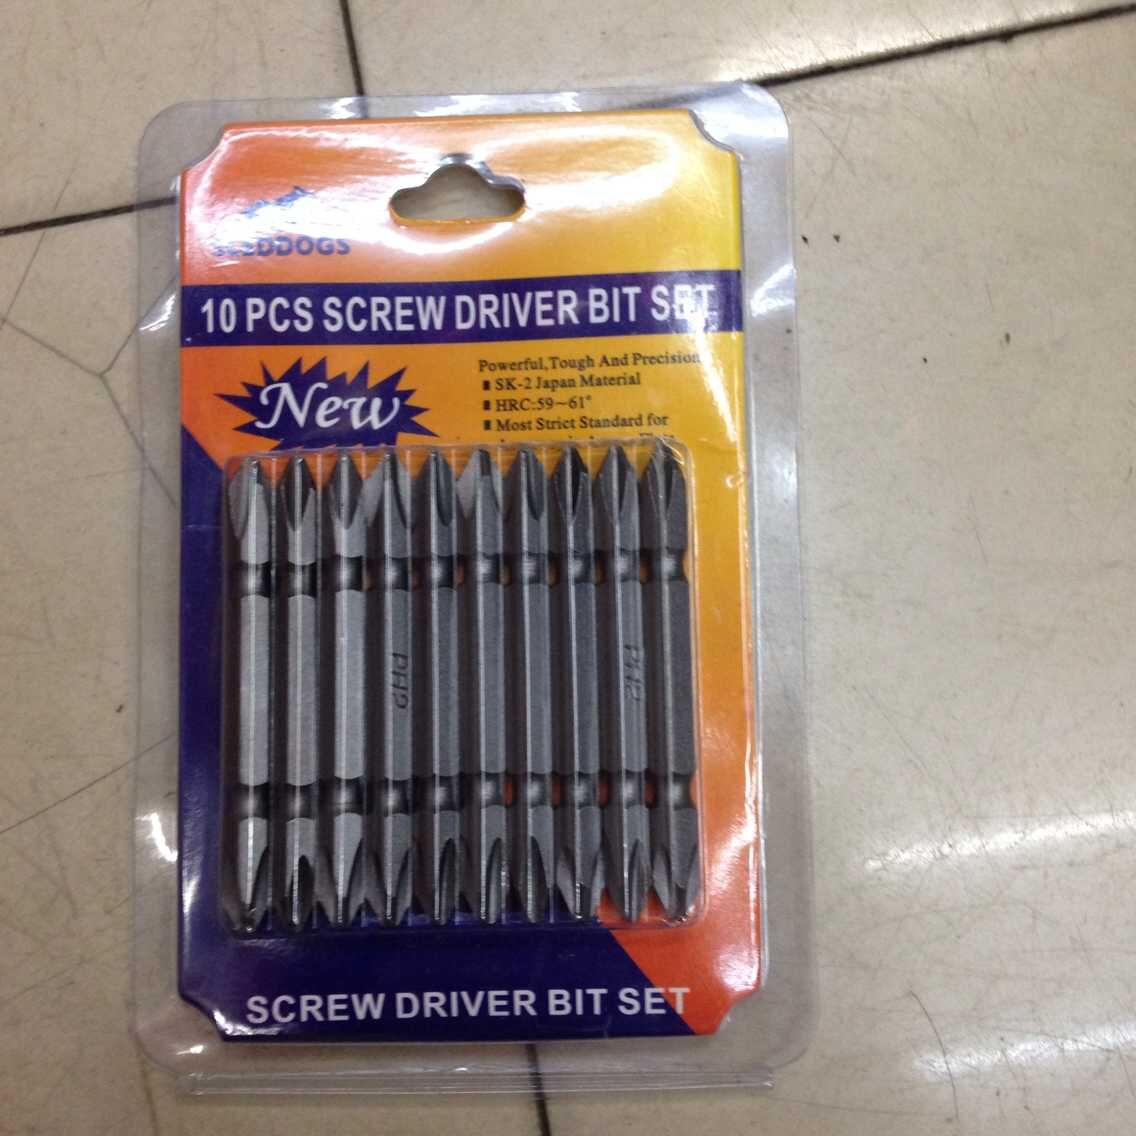 10 PCS SCREW DRIVER BIT SET
New
Powerful,Tough And Precision
SK-2 Japan Material
HRC:59~61°
Most Strict Standard for
PH2
PH2
SCREW DRIVER BIT SET